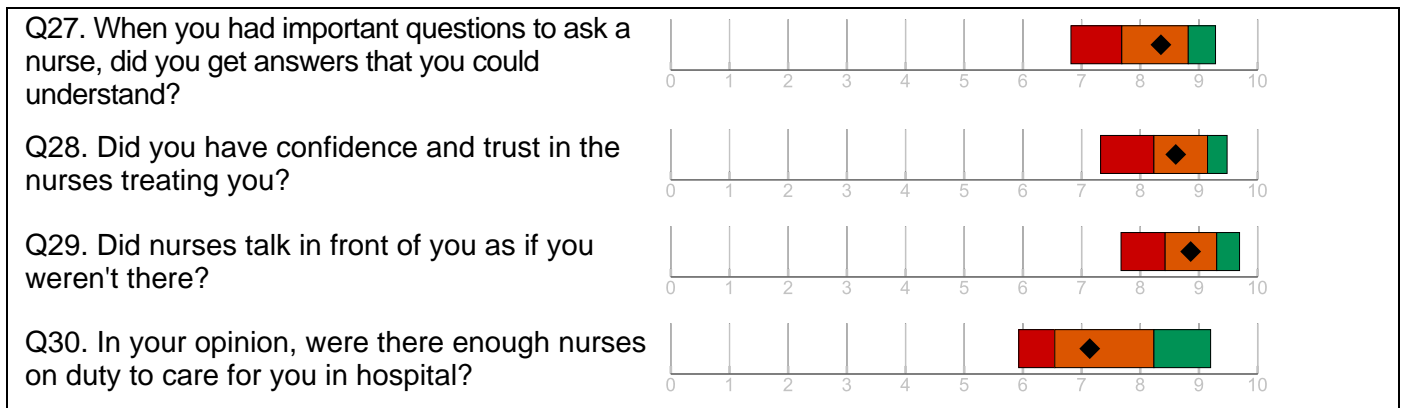 Q27. When you had important questions to ask a
nurse, did you get answers that you could
understand?
0 1 2 3 4 5 6 7 8 9 10
Q28. Did you have confidence and trust in the
nurses treating you?
0 1 2 3 4 5 6 7 8 9 10
Q29. Did nurses talk in front of you as if you
weren't there?
0 1 2 3 4 5 6 7 8 9 10
Q30. In your opinion, were there enough nurses
on duty to care for you in hospital?
0 1 2 3 4 5 6 7 8 9 10